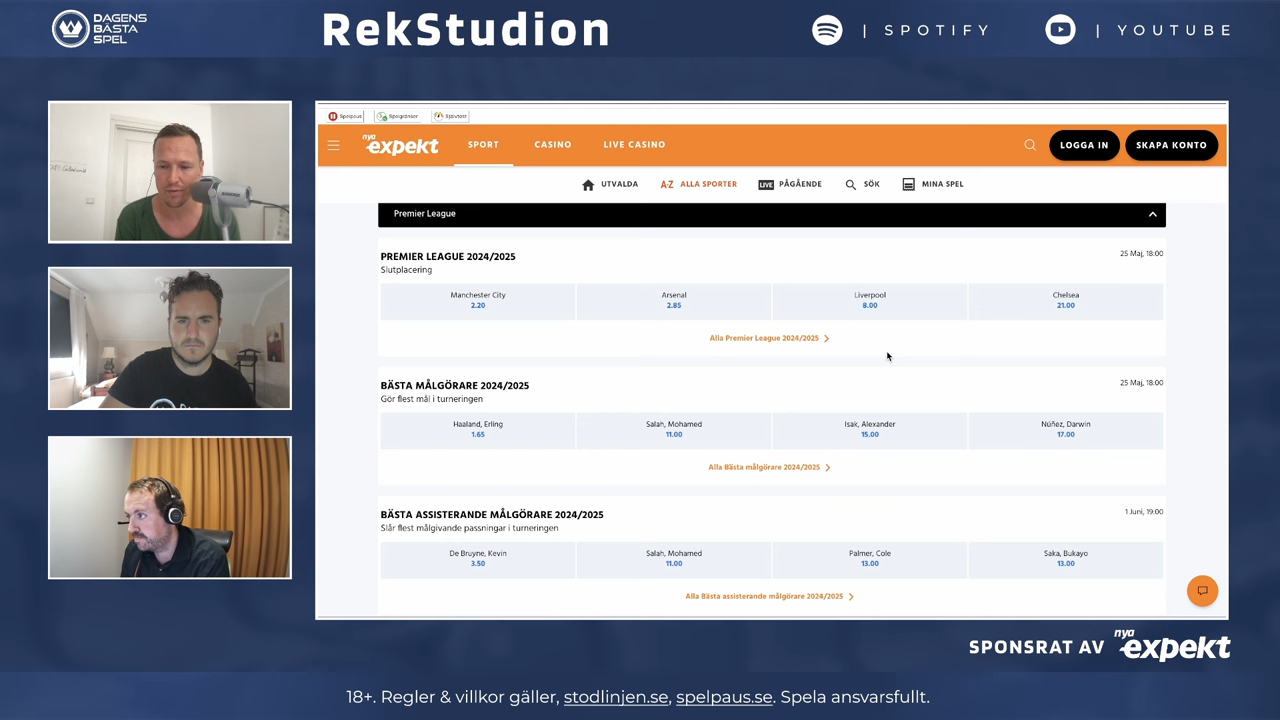 DAGENS
BÄSTA
SPEL
RekStudion
| SPOTIFY
| YOUTUBE
Spelpaus
Spelgränser
Självtest
nya expekt
SPORT
CASINO
LIVE CASINO
LOGGA IN
SKAPA KONTO
UTVALDA
A-Z ALLA SPORTER
LIVE PÅGÅENDE
SÖK
MINA SPEL
Premier League
PREMIER LEAGUE 2024/2025
25 Maj, 18:00
Slutplacering
Manchester City
2.20
Arsenal
2.85
Liverpool
8.00
Chelsea
21.00
Alla Premier League 2024/2025
BÄSTA MÅLGÖRARE 2024/2025
25 Maj, 18:00
Gör flest mål i turneringen
Haaland, Erling
1.65
Salah, Mohamed
11.00
Isak, Alexander
15.00
Núñez, Darwin
17.00
Alla Bästa målgörare 2024/2025
BÄSTA ASSISTERANDE MÅLGÖRARE 2024/2025
1 Juni, 19:00
Slår flest målgivande passningar i turneringen
De Bruyne, Kevin
3.50
Salah, Mohamed
11.00
Palmer, Cole
13.00
Saka, Bukayo
13.00
Alla Bästa assisterande målgörare 2024/2025
SPONSRAT AV nya expekt
18+. Regler & villkor gäller, stodlinjen.se, spelpaus.se. Spela ansvarsfullt.